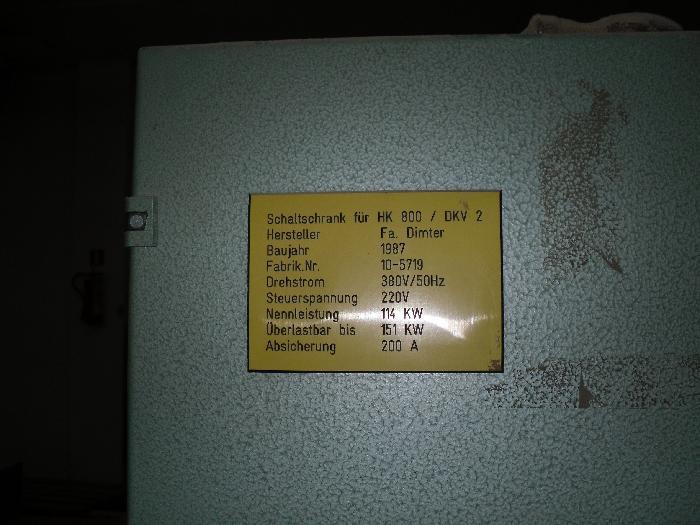 Schaltschrank für HK 800 / DKV 2
Hersteller Fa. Dimter
Baujahr 1987
Fabrik.Nr. 10-5719
Drehstrom 380V/50Hz
Steuerspannung 220V
Nennleistung 114 KW
Überlastbar bis 151 KW
Absicherung 200 A